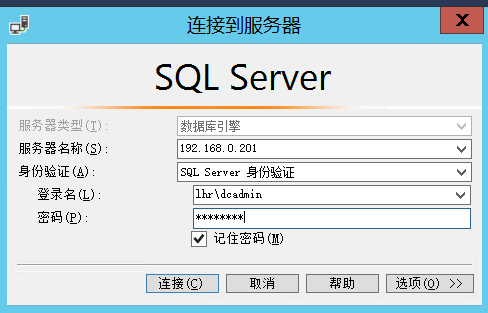 连接到服务器
SQL Server
服务器类型(T): 数据库引擎
服务器名称(S): 192.168.0.201
身份验证(A): SQL Server 身份验证
登录名(L): lhr\dcadmin
密码(P): ********
记住密码(M)
连接(C) 取消 帮助 选项(O) >>